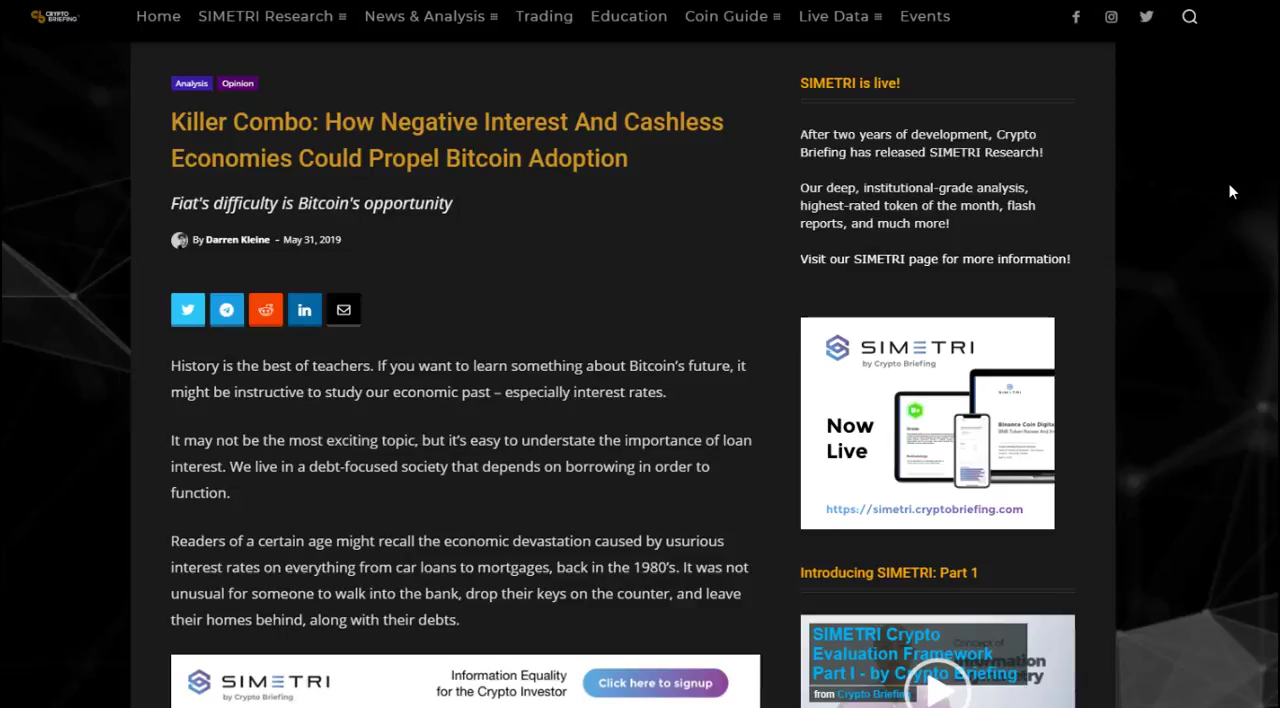 CRYPTO
BRIEFING
Home SIMETRI Research News & Analysis Trading Education Coin Guide Live Data Events
Analysis Opinion
Killer Combo: How Negative Interest And Cashless
Economies Could Propel Bitcoin Adoption
Fiat's difficulty is Bitcoin's opportunity
By Darren Kleine - May 31, 2019
in
History is the best of teachers. If you want to learn something about Bitcoin's future, it
might be instructive to study our economic past – especially interest rates.
It may not be the most exciting topic, but it's easy to understate the importance of loan
interest. We live in a debt-focused society that depends on borrowing in order to
function.
Readers of a certain age might recall the economic devastation caused by usurious
interest rates on everything from car loans to mortgages, back in the 1980's. It was not
unusual for someone to walk into the bank, drop their keys on the counter, and leave
their homes behind, along with their debts.
SIMETRI
by Crypto Briefing
Information Equality
for the Crypto Investor
Click here to signup
SIMETRI is live!
After two years of development, Crypto
Briefing has released SIMETRI Research!
Our deep, institutional-grade analysis,
highest-rated token of the month, flash
reports, and much more!
Visit our SIMETRI page for more information!
SIMETRI
by Crypto Briefing
Now
Live
Binance Coin Digita
https://simetri.cryptobriefing.com
Introducing SIMETRI: Part 1
SIMETRI Crypto
Evaluation Framework
Part I - by Crypto Briefing
from Crypto Briefing